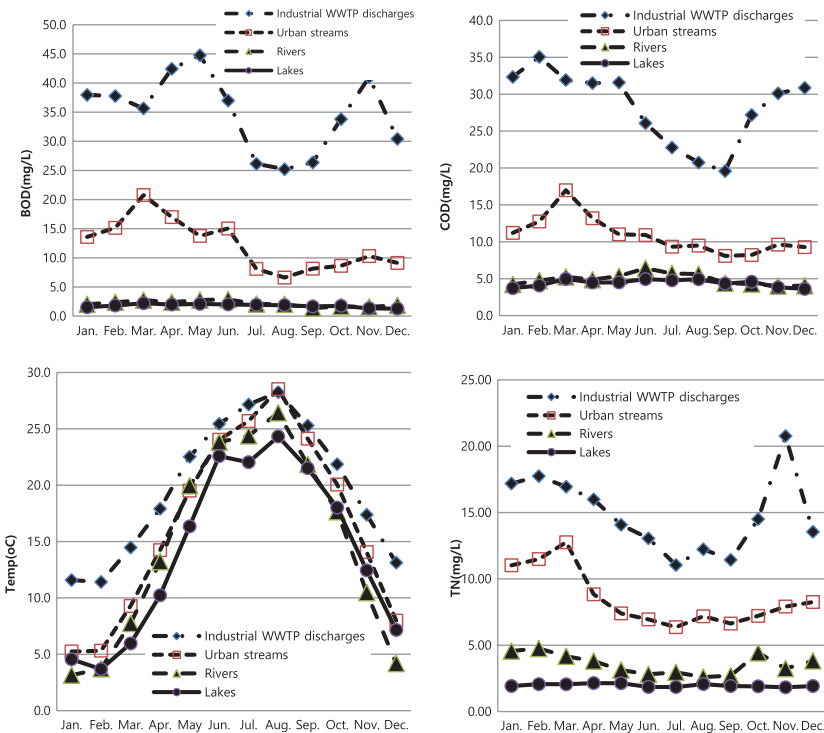 Industrial WWTP discharges
Urban streams
Rivers
Lakes
BOD(mg/L)
50.0
45.0
40.0
35.0
30.0
25.0
20.0
15.0
10.0
5.0
0.0
Jan. Feb. Mar. Apr. May Jun. Jul. Aug. Sep. Oct. Nov. Dec.
Industrial WWTP discharges
Urban streams
Rivers
Lakes
COD(mg/L)
40.0
35.0
30.0
25.0
20.0
15.0
10.0
5.0
0.0
Jan. Feb. Mar. Apr. May. Jun. Jul. Aug. Sep. Oct. Nov. Dec.
Temp(oC)
30.0
25.0
20.0
15.0
10.0
5.0
0.0
Industrial WWTP discharges
Urban streams
Rivers
Lakes
Jan. Feb. Mar. Apr. May. Jun. Jul. Aug. Sep. Oct. Nov. Dec.
TN(mg/L)
25.00
20.00
15.00
10.00
5.00
0.00
Industrial WWTP discharges
Urban streams
Rivers
Lakes
Jan. Feb. Mar. Apr. May. Jun. Jul. Aug. Sep. Oct. Nov. Dec.